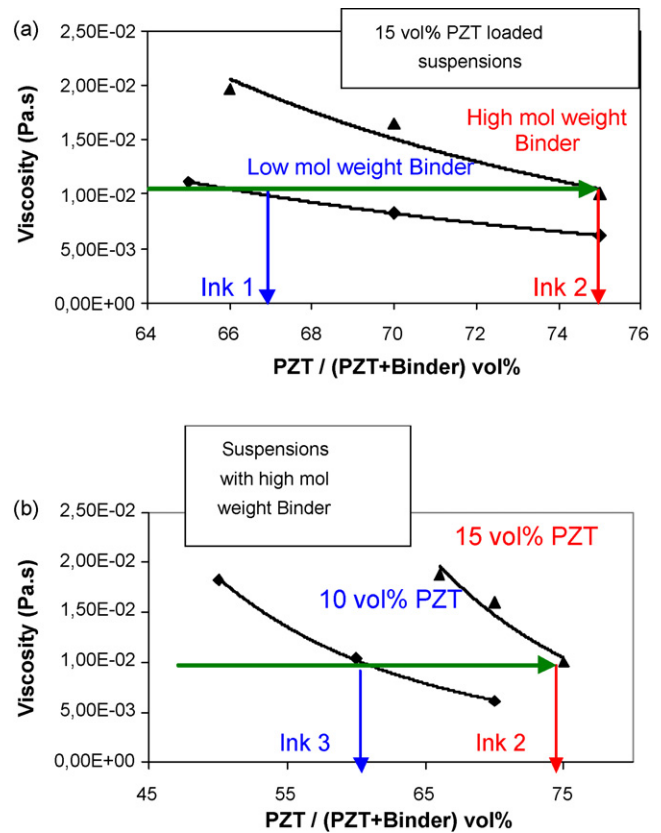 (a)
2,50E-02
2,00E-02
1,50E-02
1,00E-02
5,00E-03
0,00E+00
Viscosity (Pa.s)
15 vol% PZT loaded
suspensions
High mol weight
Binder
Low mol weight Binder
Ink 1
Ink 2
64
66
68
70
72
74
76
PZT / (PZT+Binder) vol%
(b)
2,50E-02
2,00E-02
1,50E-02
1,00E-02
5,00E-03
0,00E+00
Viscosity (Pa.s)
Suspensions
with high mol
weight Binder
15 vol% PZT
10 vol% PZT
Ink 3
Ink 2
45
55
65
75
PZT / (PZT+Binder) vol%